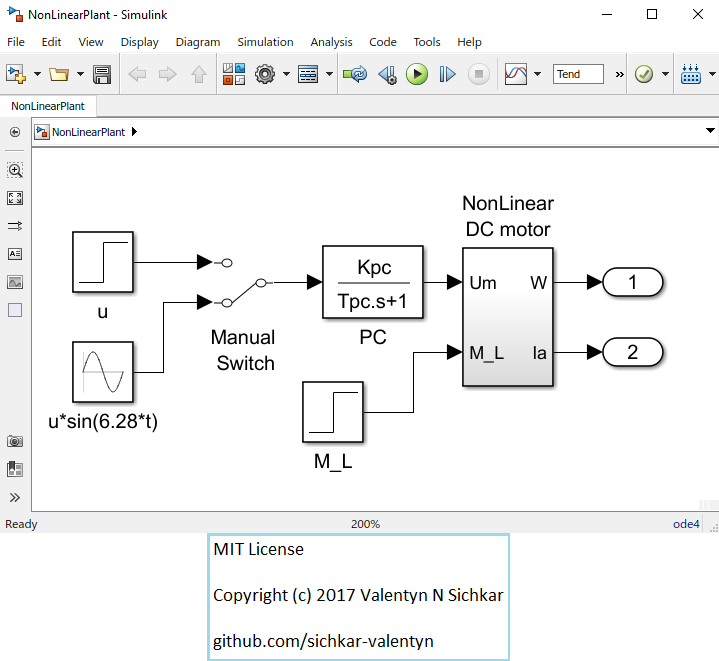 NonLinearPlant - Simulink
File Edit View Display Diagram Simulation Analysis Code Tools Help
Tend »
NonLinearPlant
NonLinearPlant
NonLinear
DC motor
u
u*sin(6.28*t)
Manual
Switch
Kpc
Tpc.s+1
PC
M_L
Um W
M_L Ia
1
2
Ready 200% ode4
MIT License
Copyright (c) 2017 Valentyn N Sichkar
github.com/sichkar-valentyn